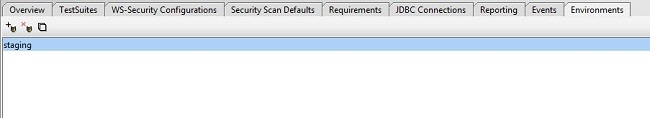 Overview TestSuites WS-Security Configurations Security Scan Defaults Requirements JDBC Connections Reporting Events Environments
staging